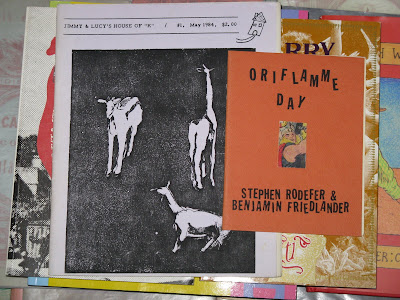 JIMMY & LUCY'S HOUSE OF "K" / #1, May 1984, $2.00
ORIFLAMME
DAY
STEPHEN RODEFER &
BENJAMIN FRIEDLANDER
RRY